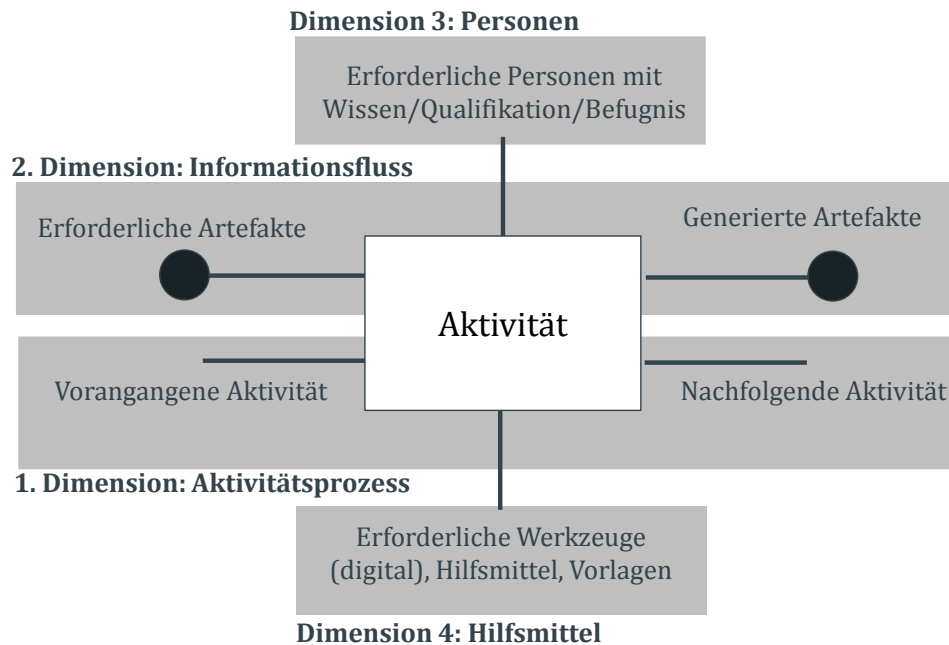 Dimension 3: Personen
Erforderliche Personen mit
Wissen/Qualifikation/Befugnis
2. Dimension: Informationsfluss
Erforderliche Artefakte
Generierte Artefakte
Aktivität
Vorangangene Aktivität
Nachfolgende Aktivität
1. Dimension: Aktivitätsprozess
Erforderliche Werkzeuge
(digital), Hilfsmittel, Vorlagen
Dimension 4: Hilfsmittel